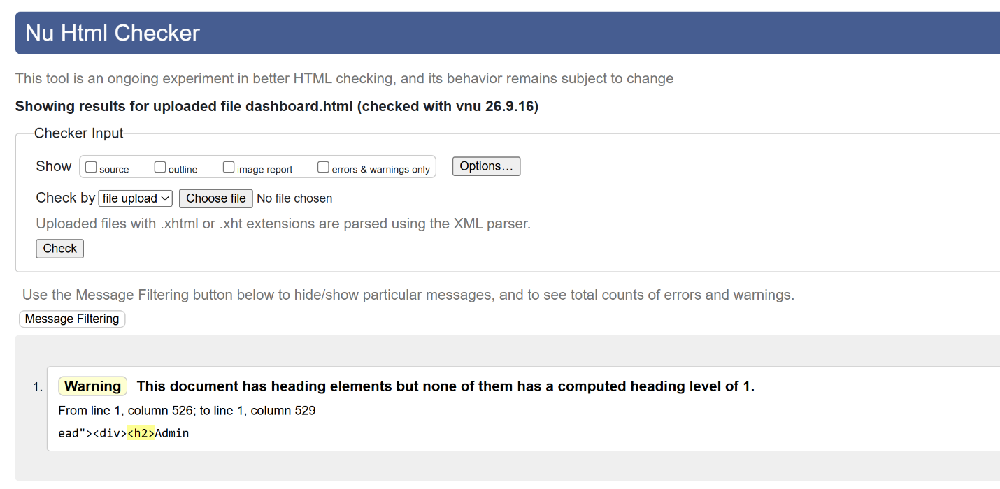 Nu Html Checker
This tool is an ongoing experiment in better HTML checking, and its behavior remains subject to change
Showing results for uploaded file dashboard.html (checked with vnu 26.9.16)
Checker Input
Show source outline image report errors & warnings only Options…
Check by file upload Choose file No file chosen
Uploaded files with .xhtml or .xht extensions are parsed using the XML parser.
Check
Use the Message Filtering button below to hide/show particular messages, and to see total counts of errors and warnings.
Message Filtering
1. Warning This document has heading elements but none of them has a computed heading level of 1.
From line 1, column 526; to line 1, column 529
ead"><div><h2>Admin